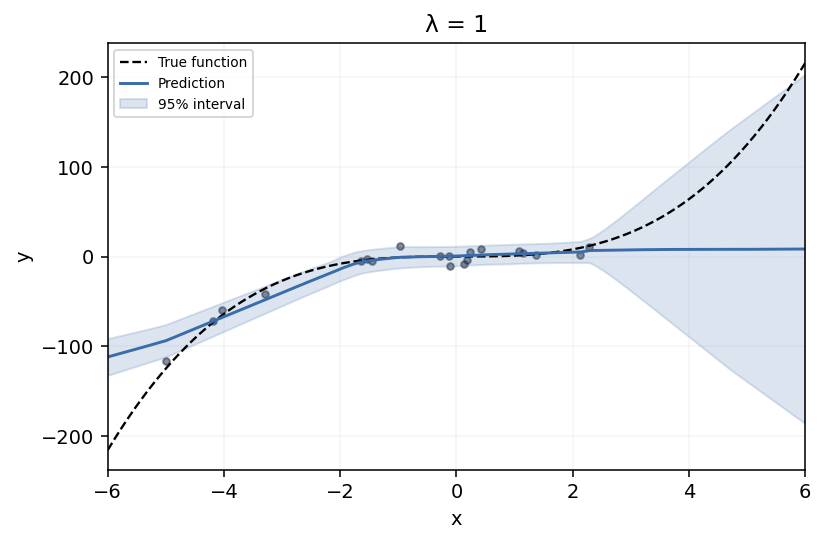 λ = 1
True function
Prediction
95% interval
200
100
0
−100
−200
y
−6
−4
−2
0
2
4
6
x